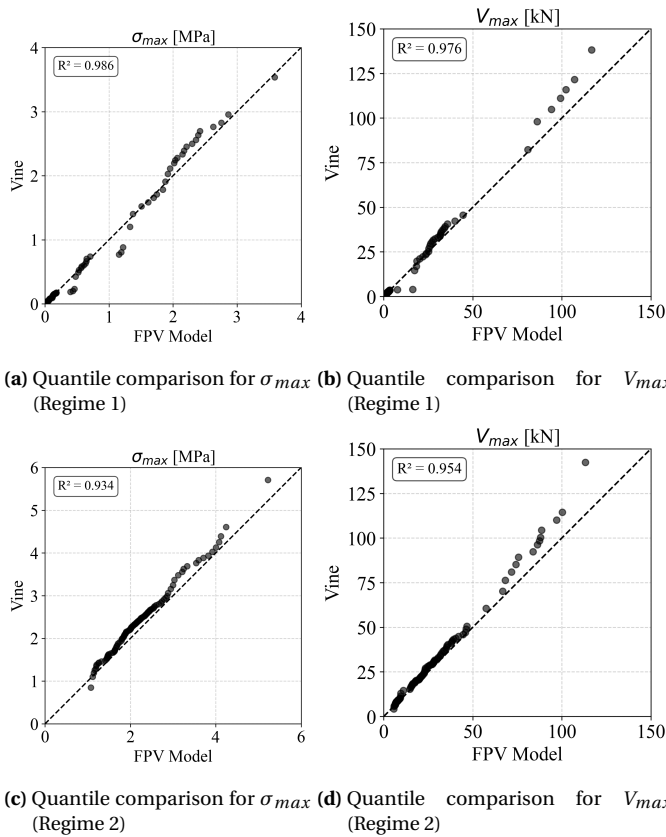 σmax [MPa]
R² = 0.986
4
3
2
1
0
Vine
0 1 2 3 4
FPV Model
(a) Quantile comparison for σmax
(Regime 1)
Vmax [kN]
R² = 0.976
150
125
100
75
50
25
0
Vine
0 50 100 150
FPV Model
(b) Quantile comparison for Vmax
(Regime 1)
σmax [MPa]
R² = 0.934
6
5
4
3
2
1
0
Vine
0 2 4 6
FPV Model
(c) Quantile comparison for σmax
(Regime 2)
Vmax [kN]
R² = 0.954
150
125
100
75
50
25
0
Vine
0 50 100 150
FPV Model
(d) Quantile comparison for Vmax
(Regime 2)